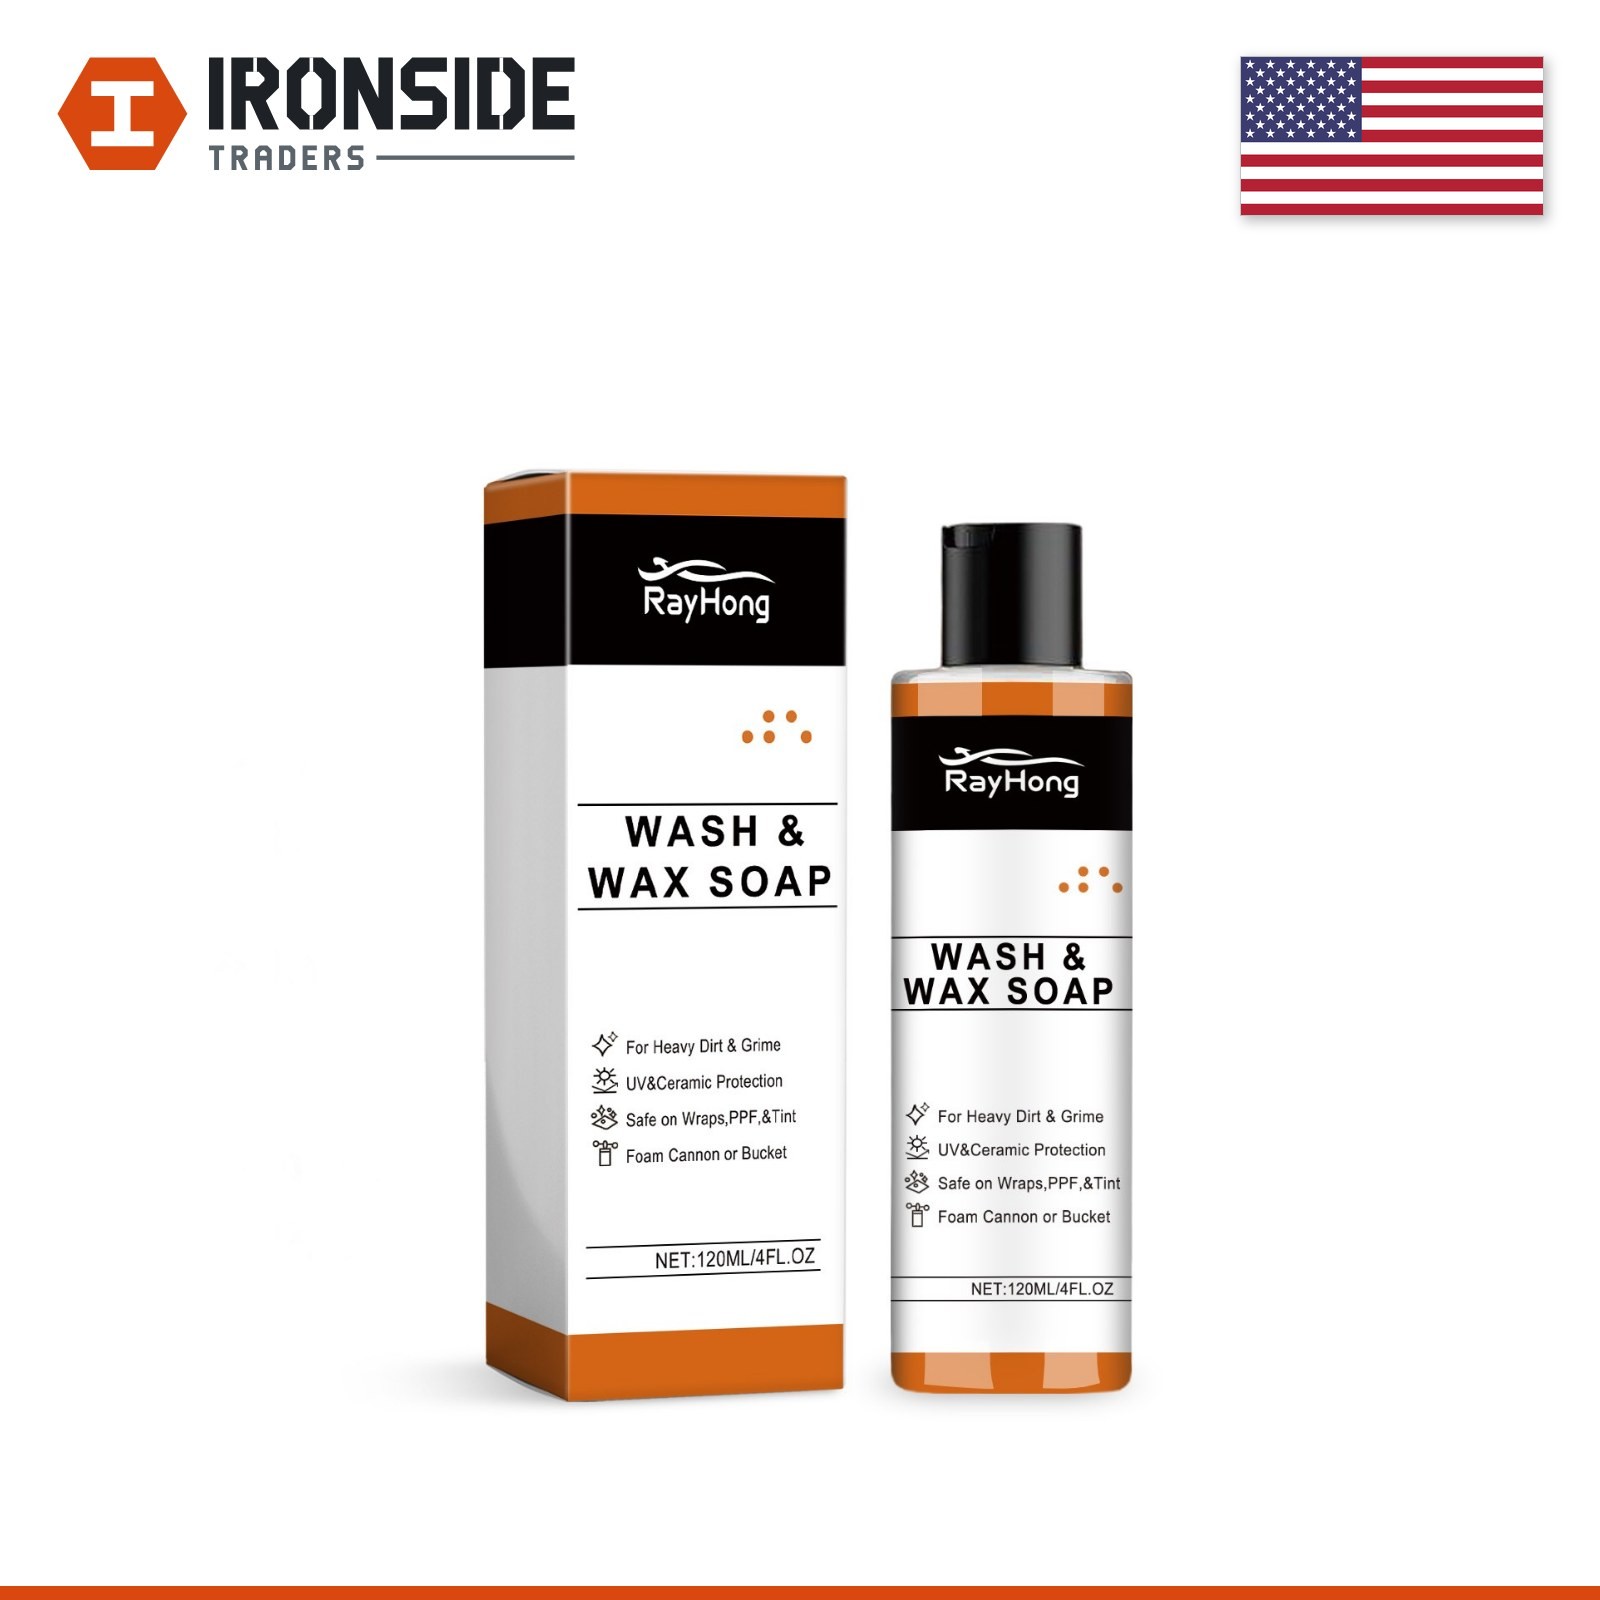 IRONSIDE
TRADERS
RayHong
WASH &
WAX SOAP
For Heavy Dirt & Grime
UV&Ceramic Protection
Safe on Wraps,PPF,&Tint
Foam Cannon or Bucket
NET:120ML/4FL.OZ
RayHong
WASH &
WAX SOAP
For Heavy Dirt & Grime
UV&Ceramic Protection
Safe on Wraps,PPF,&Tint
Foam Cannon or Bucket
NET:120ML/4FL.OZ